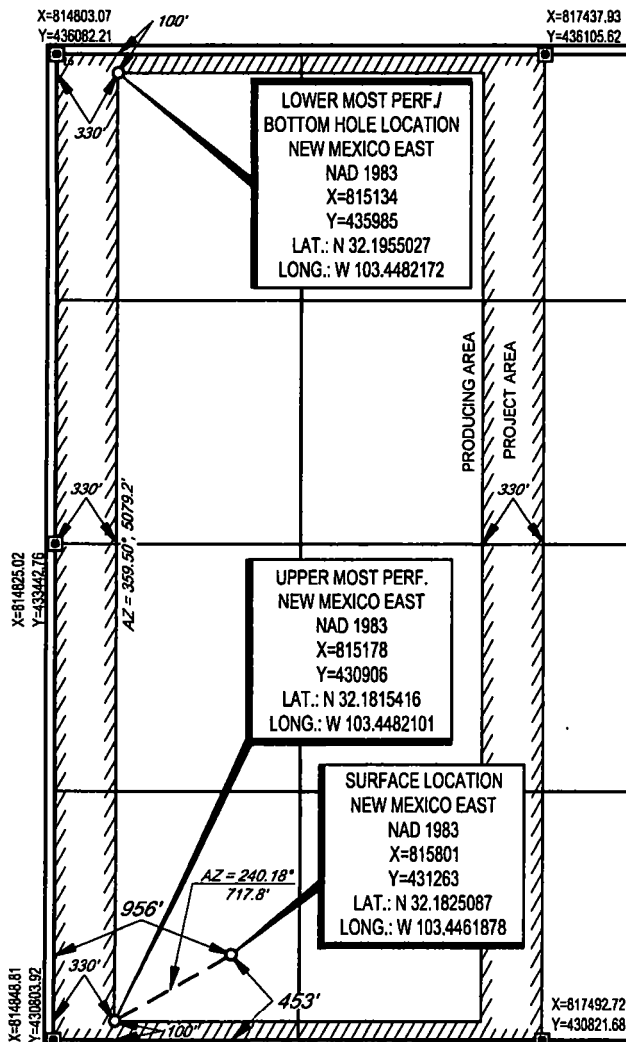 X=814803.07
Y=436082.21
100'
X=817437.93
Y=436105.62
330'
LOWER MOST PERF./
BOTTOM HOLE LOCATION
NEW MEXICO EAST
NAD 1983
X=815134
Y=435985
LAT.: N 32.1955027
LONG.: W 103.4482172
PRODUCING AREA
PROJECT AREA
330'
330'
AZ = 359.50°, 5079.2'
X=814825.02
Y=433442.76
UPPER MOST PERF.
NEW MEXICO EAST
NAD 1983
X=815178
Y=430906
LAT.: N 32.1815416
LONG.: W 103.4482101
SURFACE LOCATION
NEW MEXICO EAST
NAD 1983
X=815801
Y=431263
LAT.: N 32.1825087
LONG.: W 103.4461878
AZ = 240.18°
717.8'
956'
330'
453'
100'
X=814848.81
Y=430803.92
X=817492.72
Y=430821.68